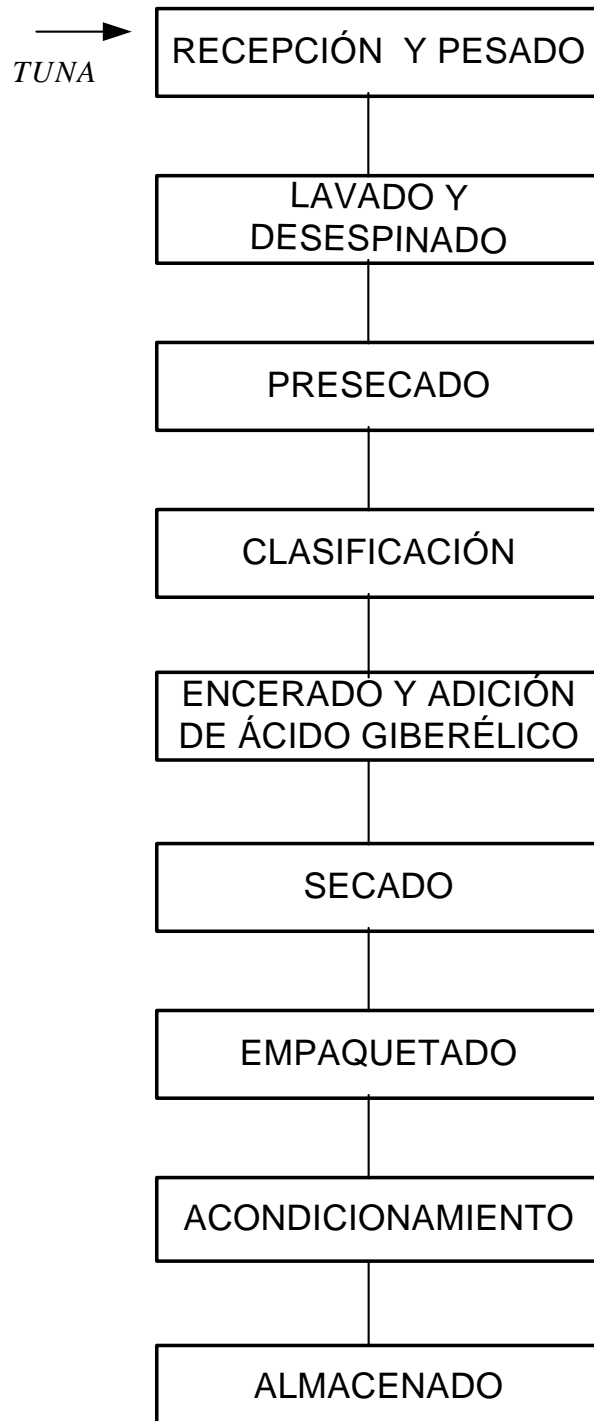 TUNA
RECEPCIÓN Y PESADO
LAVADO Y
DESESPINADO
PRESECADO
CLASIFICACIÓN
ENCERADO Y ADICIÓN
DE ÁCIDO GIBERÉLICO
SECADO
EMPAQUETADO
ACONDICIONAMIENTO
ALMACENADO